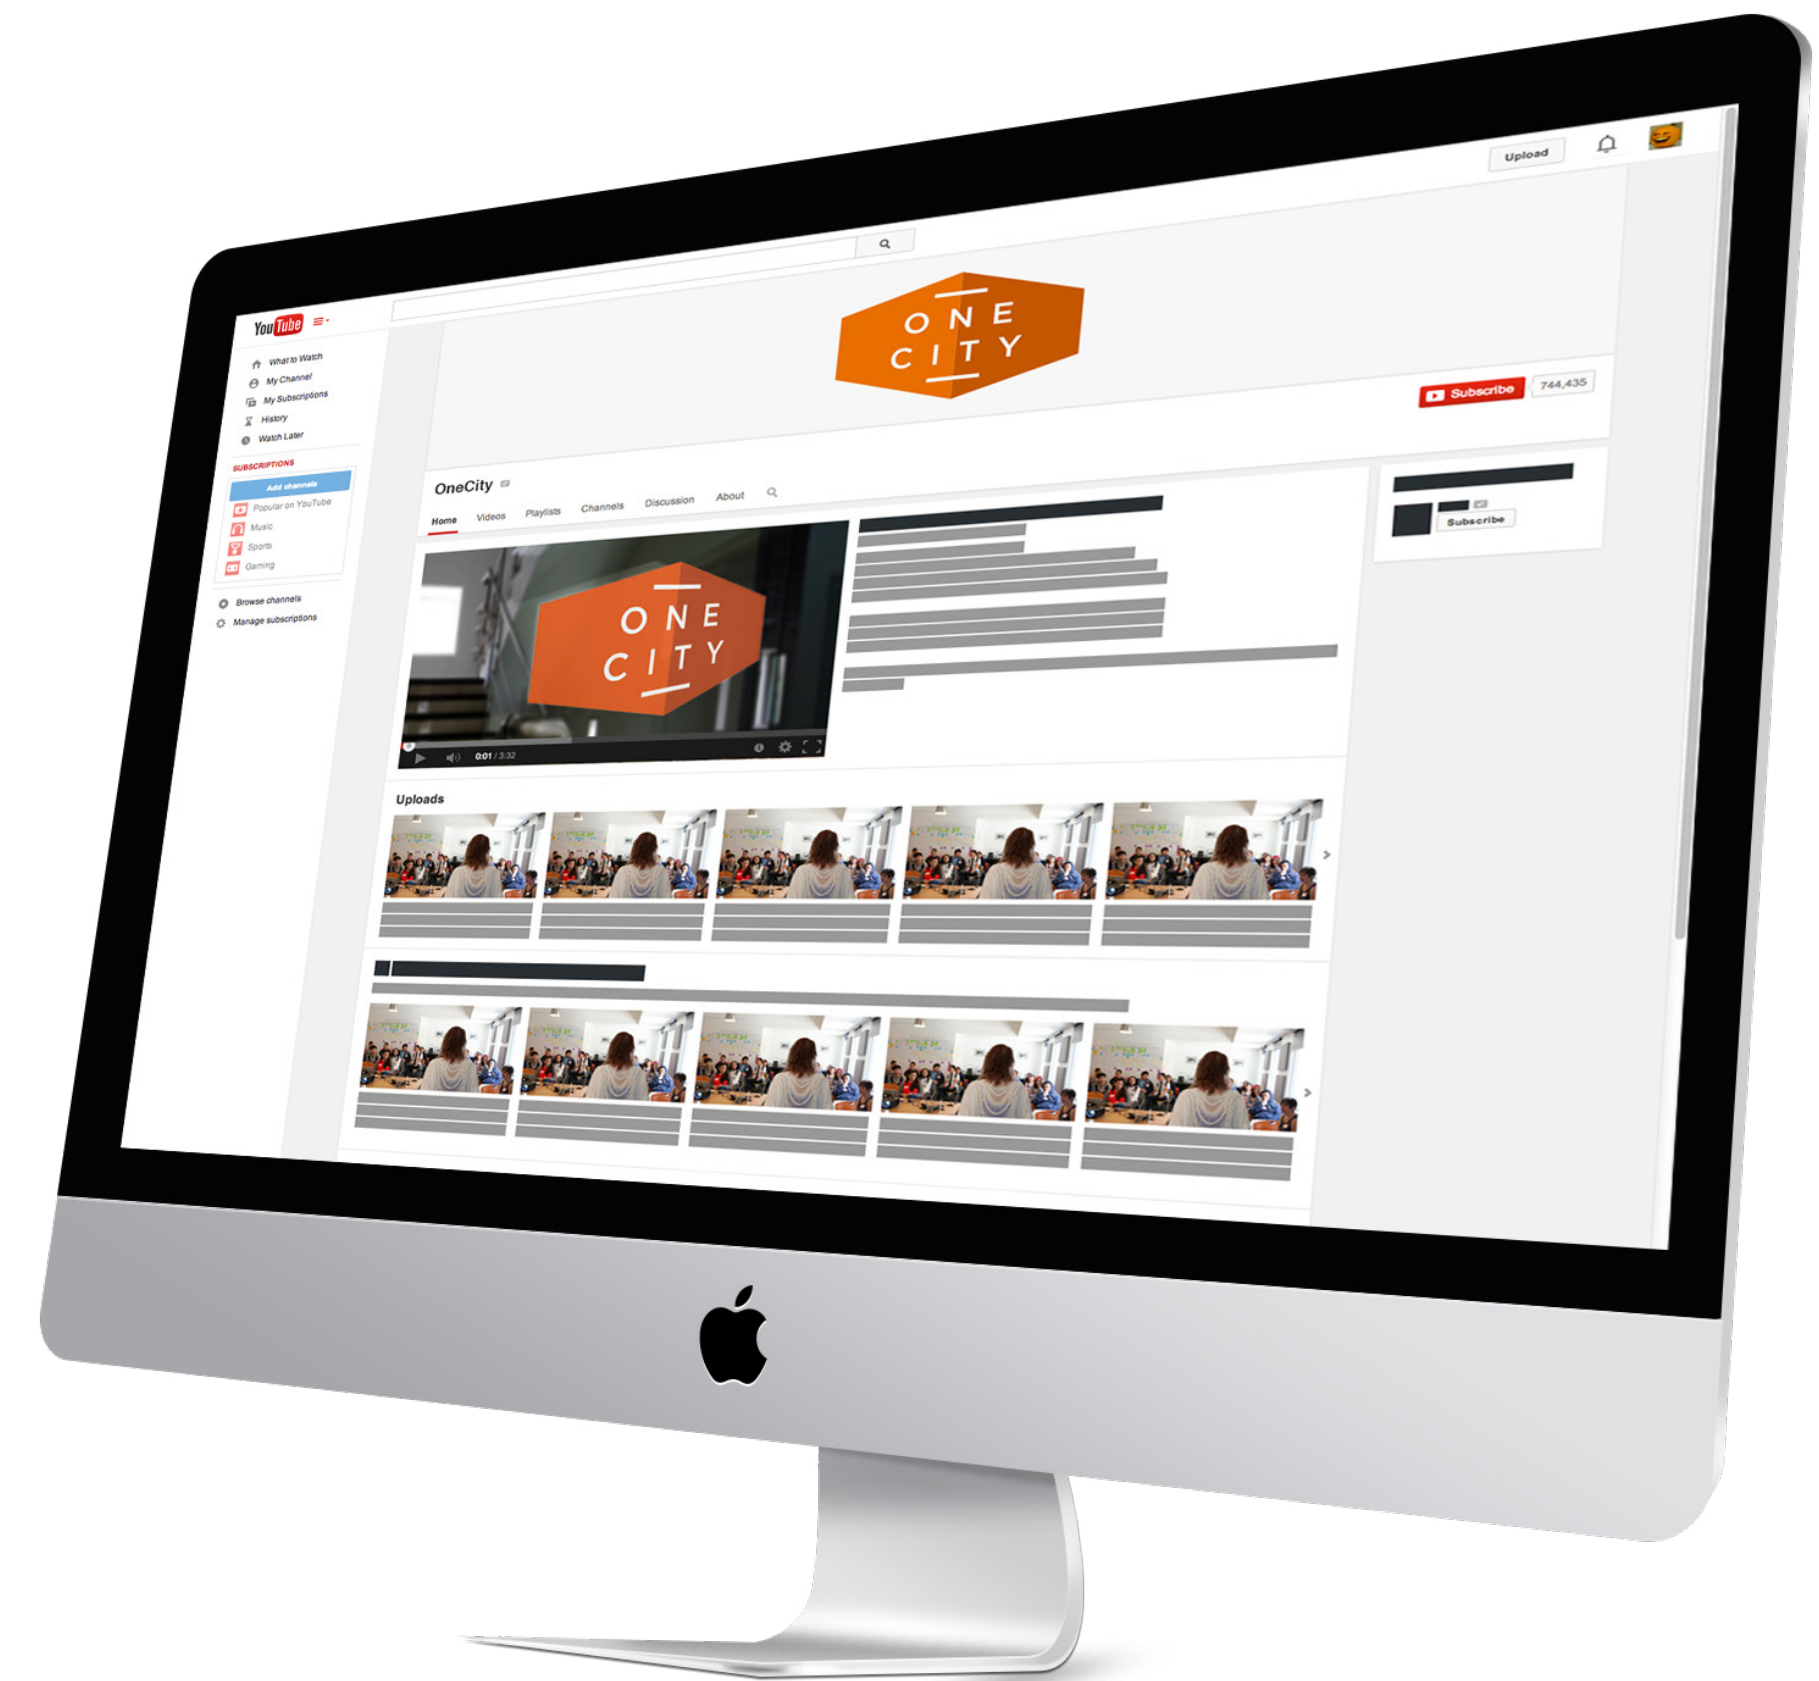 Upload
YouTube
ONE
CITY
What to Watch
My Channel
My Subscriptions
History
Watch Later
SUBSCRIPTIONS
Add channels
Popular on YouTube
Music
Sports
Gaming
Browse channels
Manage subscriptions
Subscribe 744,435
OneCity
Home Videos Playlists Channels Discussion About
Subscribe
ONE
CITY
0:01 / 3:32
Uploads